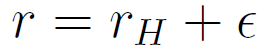 r = r_H + ϵ